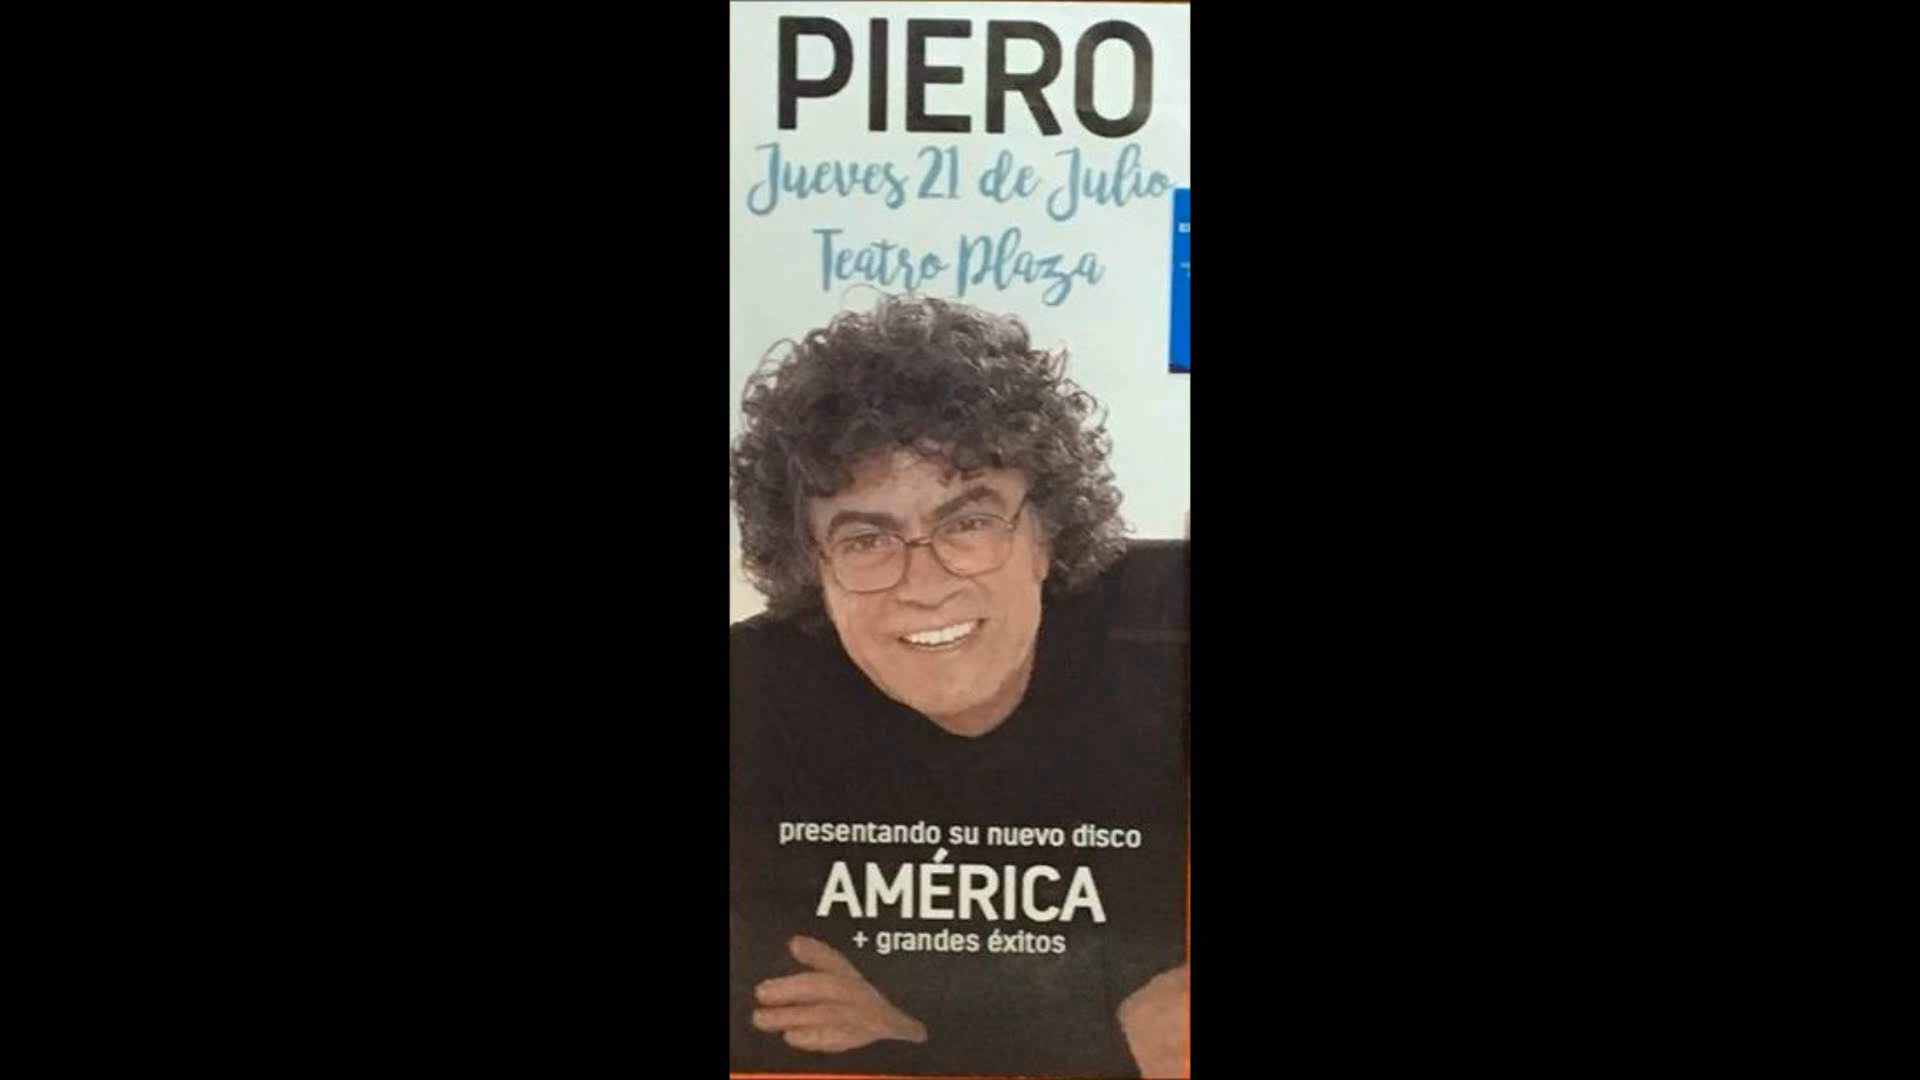 PIERO
Jueves 21 de Julio
Teatro Plaza
presentando su nuevo disco
AMÉRICA
+ grandes éxitos